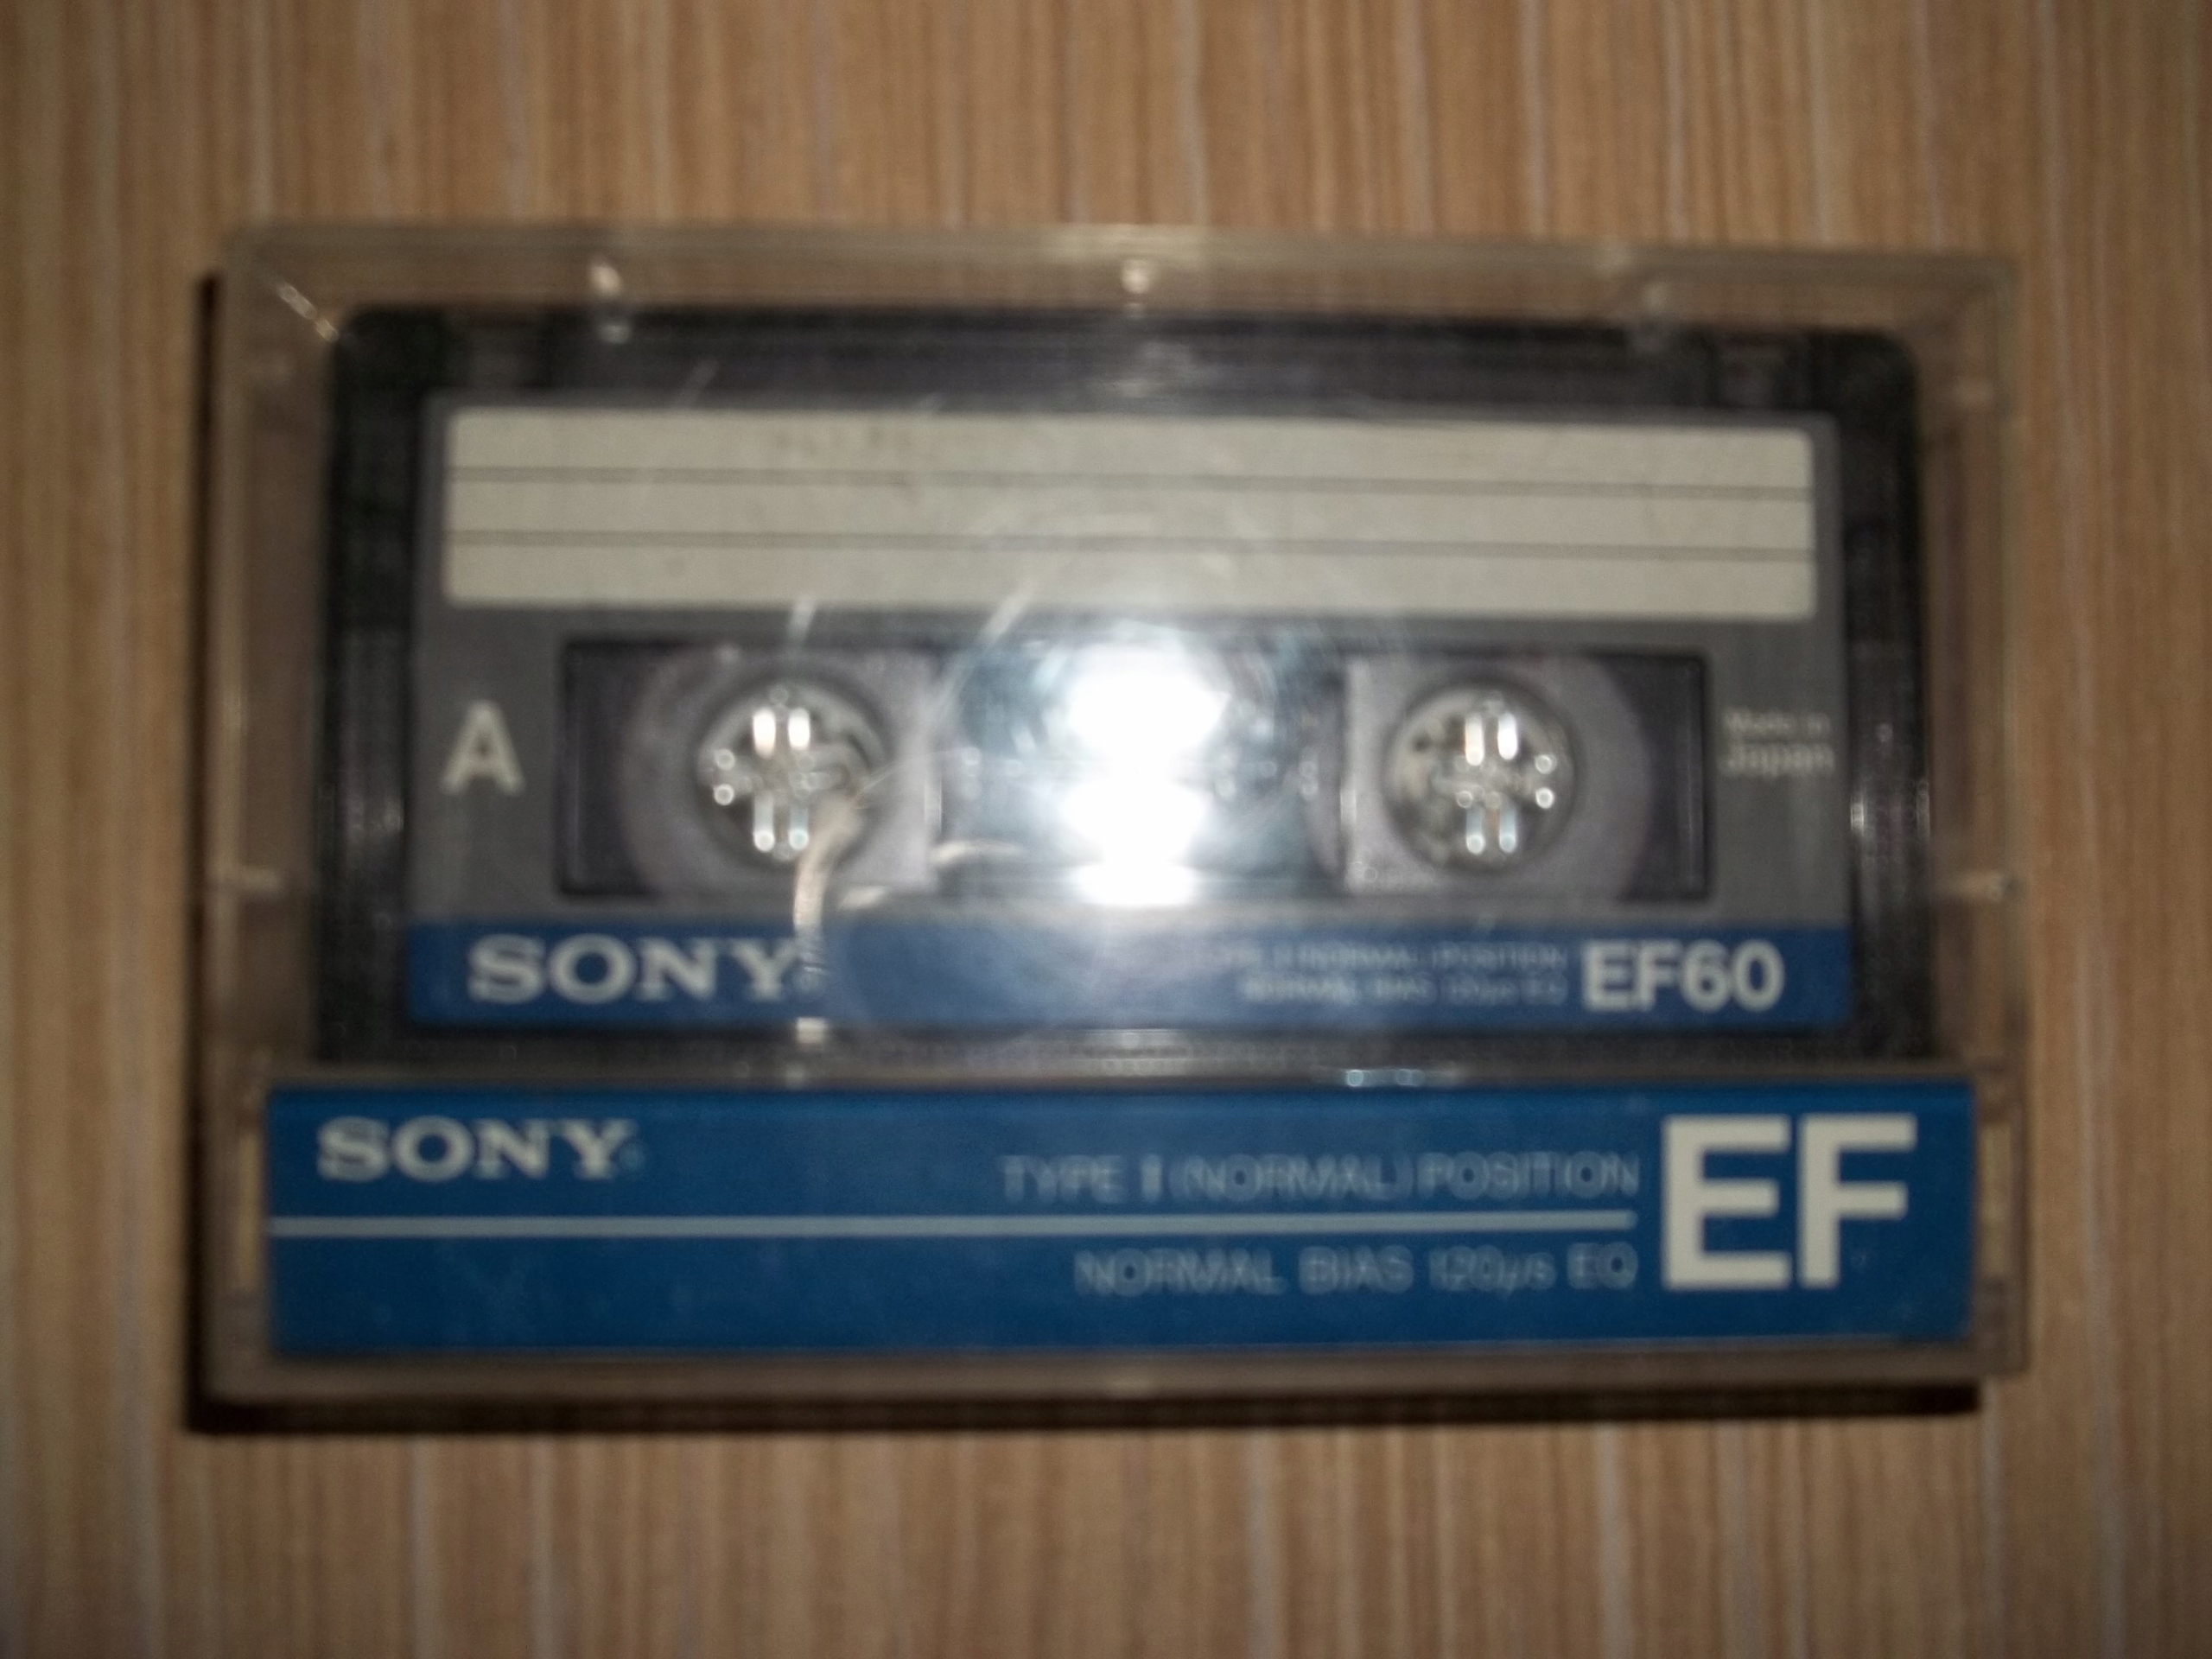 A
Made in
Japan
SONY
TYPE I (NORMAL) POSITION
NORMAL BIAS 120µs EQ
EF60
SONY
TYPE I (NORMAL) POSITION
NORMAL BIAS 120µs EQ
EF